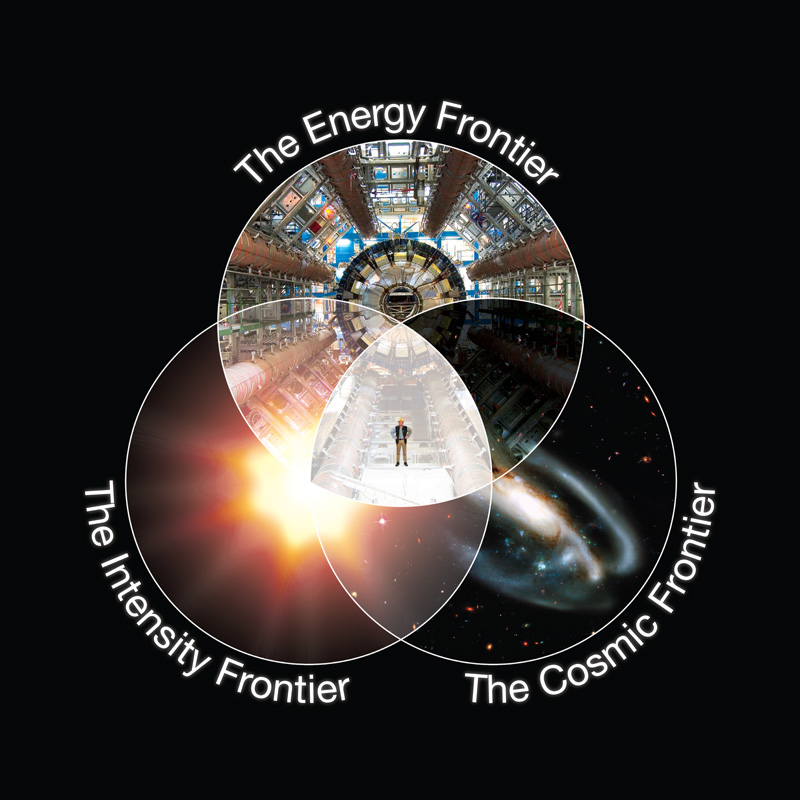 The Energy Frontier
The Intensity Frontier
The Cosmic Frontier